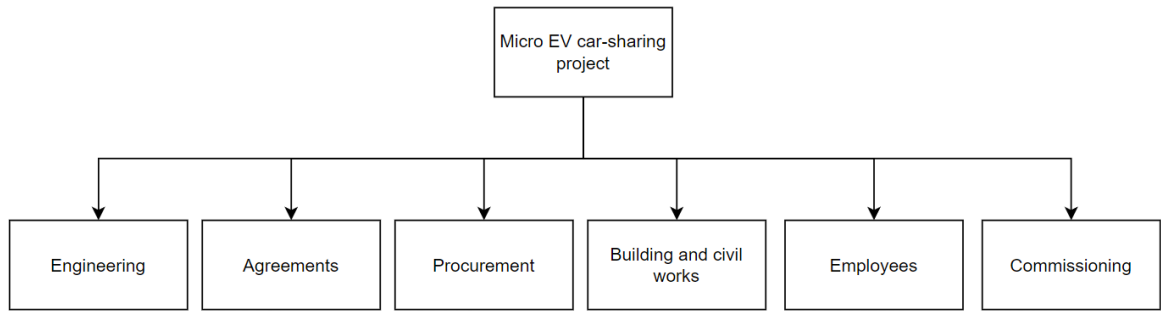 Micro EV car-sharing
project
Engineering
Agreements
Procurement
Building and civil
works
Employees
Commissioning